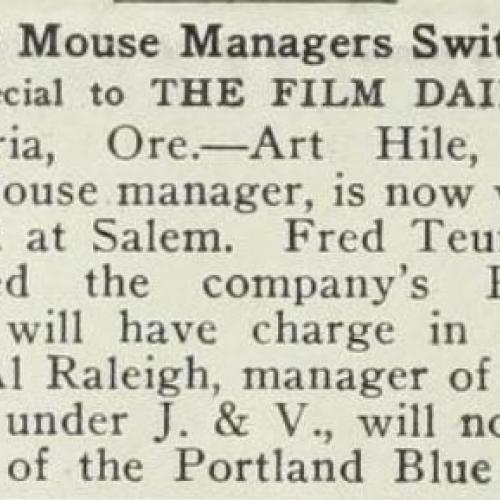 Mouse Managers Swit
ecial to THE FILM DAI
ria, Ore.—Art Hile,
ouse manager, is now
at Salem. Fred Teu
ed the company's
will have charge in
Al Raleigh, manager of
under J. & V., will no
of the Portland Blue